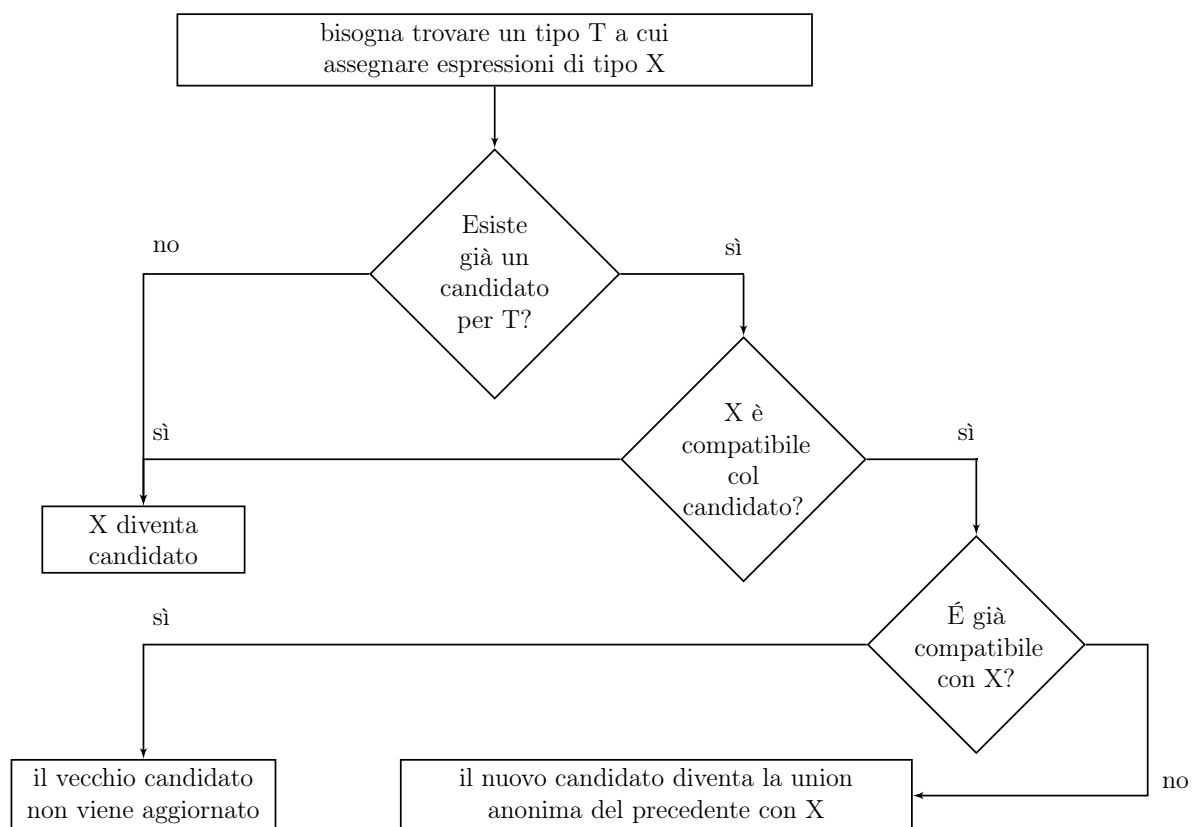 bisogna trovare un tipo T a cui
assegnare espressioni di tipo X
Esiste
già un
candidato
per T?
no
sì
X è
compatibile
col
candidato?
sì
sì
X diventa
candidato
É già
compatibile
con X?
sì
no
il vecchio candidato
non viene aggiornato
il nuovo candidato diventa la union
anonima del precedente con X